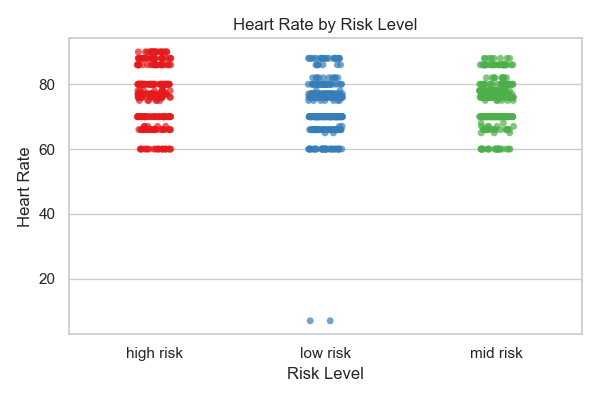 Heart Rate by Risk Level
Heart Rate
80
60
40
20
high risk
low risk
mid risk
Risk Level